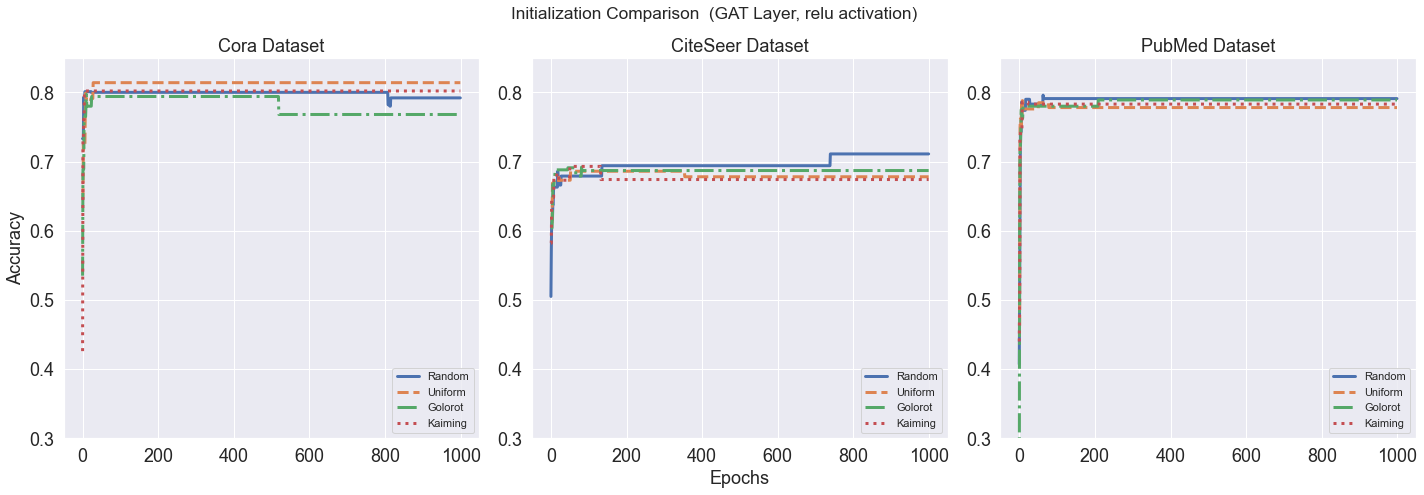 Initialization Comparison (GAT Layer, relu activation)
Cora Dataset
CiteSeer Dataset
PubMed Dataset
Accuracy
0.8
0.7
0.6
0.5
0.4
0.3
0 200 400 600 800 1000
Random
Uniform
Golorot
Kaiming
0.8
0.7
0.6
0.5
0.4
0.3
0 200 400 600 800 1000
Random
Uniform
Golorot
Kaiming
Epochs
0.8
0.7
0.6
0.5
0.4
0.3
0 200 400 600 800 1000
Random
Uniform
Golorot
Kaiming